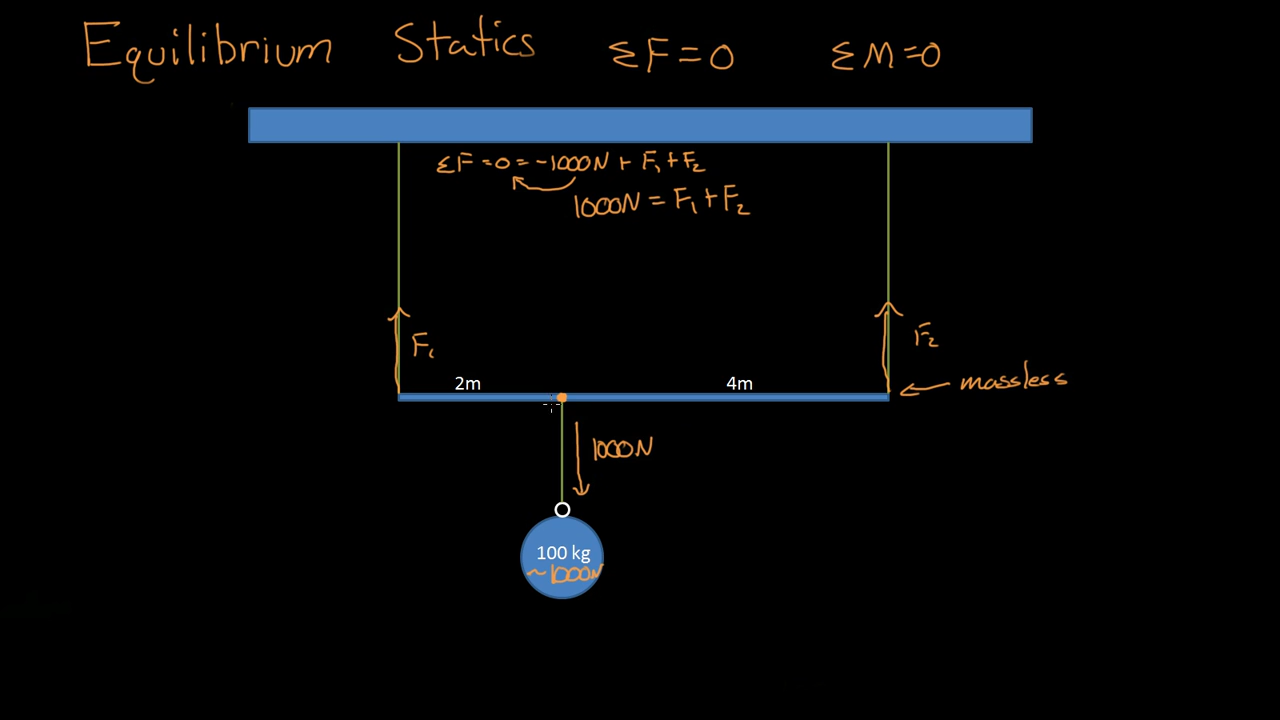 Equilibrium Statics ΣF=0 ΣM=0
ΣF=0=-1000N+F₁+F₂
1000N=F₁+F₂
F₁
F₂
2m
4m
massless
1000N
100 kg
~1000N